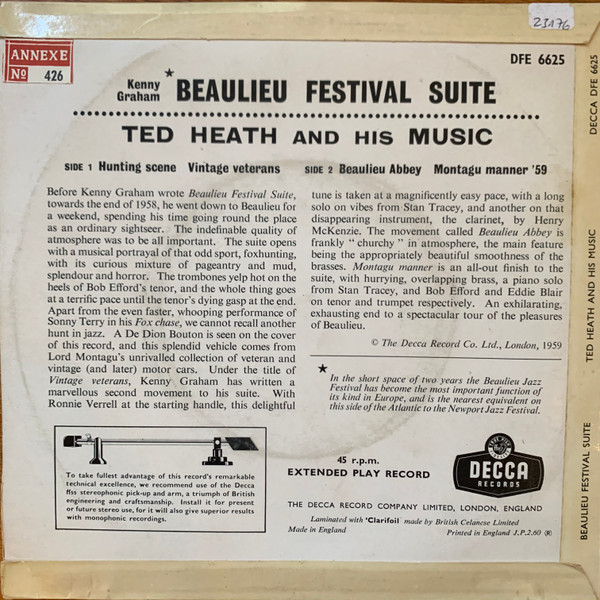 23176
ANNEXE
No 426
DFE 6625
Kenny
Graham
* BEAULIEU FESTIVAL SUITE
TED HEATH AND HIS MUSIC
SIDE 1 Hunting scene Vintage veterans SIDE 2 Beaulieu Abbey Montagu manner '59
Before Kenny Graham wrote Beaulieu Festival Suite,
towards the end of 1958, he went down to Beaulieu for
a weekend, spending his time going round the place
as an ordinary sightseer. The indefinable quality of
atmosphere was to be all important. The suite opens
with a musical portrayal of that odd sport, foxhunting,
with its curious mixture of pageantry and mud,
splendour and horror. The trombones yelp hot on the
heels of Bob Efford's tenor, and the whole thing goes
at a terrific pace until the tenor's dying gasp at the end.
Apart from the even faster, whooping performance of
Sonny Terry in his Fox chase, we cannot recall another
hunt in jazz. A De Dion Bouton is seen on the cover
of this record, and this splendid vehicle comes from
Lord Montagu's unrivalled collection of veteran and
vintage (and later) motor cars. Under the title of
Vintage veterans, Kenny Graham has written a
marvellous second movement to his suite. With
Ronnie Verrell at the starting handle, this delightful
tune is taken at a magnificently easy pace, with a long
solo on vibes from Stan Tracey, and another on that
disappearing instrument, the clarinet, by Henry
McKenzie. The movement called Beaulieu Abbey is
frankly " churchy " in atmosphere, the main feature
being the appropriately beautiful smoothness of the
brasses. Montagu manner is an all-out finish to the
suite, with hurrying, overlapping brass, a piano solo
from Stan Tracey, and Bob Efford and Eddie Blair
on tenor and trumpet respectively. An exhilarating,
exhausting end to a spectacular tour of the pleasures
of Beaulieu.
© The Decca Record Co. Ltd., London, 1959
*
In the short space of two years the Beaulieu Jazz
Festival has become the most important function of
its kind in Europe, and is the nearest equivalent on
this side of the Atlantic to the Newport Jazz Festival.
To take fullest advantage of this record's remarkable
technical excellence, we recommend use of the Decca
ffss stereophonic pick-up and arm, a triumph of British
engineering and craftsmanship. Install it for present
or future stereo use, for it will also give superior results
with monophonic recordings.
45 r.p.m.
EXTENDED PLAY RECORD
DECCA
RECORDS
THE DECCA RECORD COMPANY LIMITED, LONDON, ENGLAND
Laminated with 'Clarifoil made by British Celanese Limited
Made in England Printed in England J.P.2.60 (R)
DECCA DFE 6625
TED HEATH AND HIS MUSIC
BEAULIEU FESTIVAL SUITE